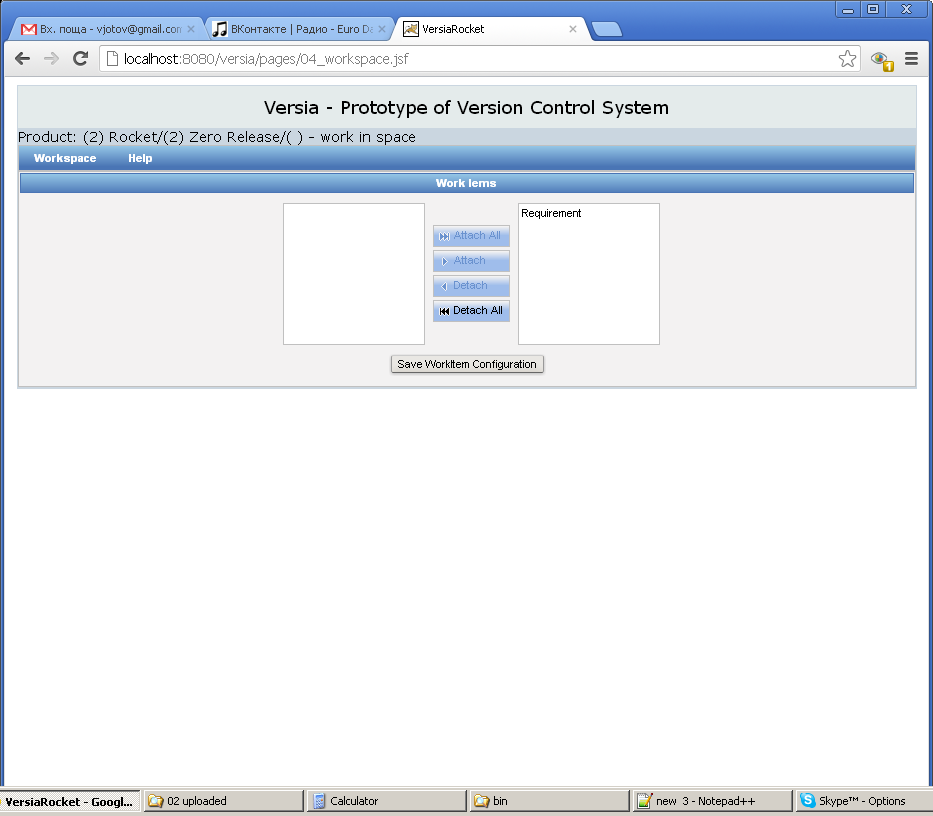 Вх. поща - vjotov@gmail.com
ВКонтакте | Радио - Euro Da
VersiaRocket
localhost:8080/versia/pages/04_workspace.jsf
1
Versia - Prototype of Version Control System
Product: (2) Rocket/(2) Zero Release/( ) - work in space
Workspace Help
Work Iems
Requirement
Attach All
Attach
Detach
Detach All
Save WorkItem Configuration
VersiaRocket - Googl... 02 uploaded Calculator bin new 3 - Notepad++ Skype™ - Options